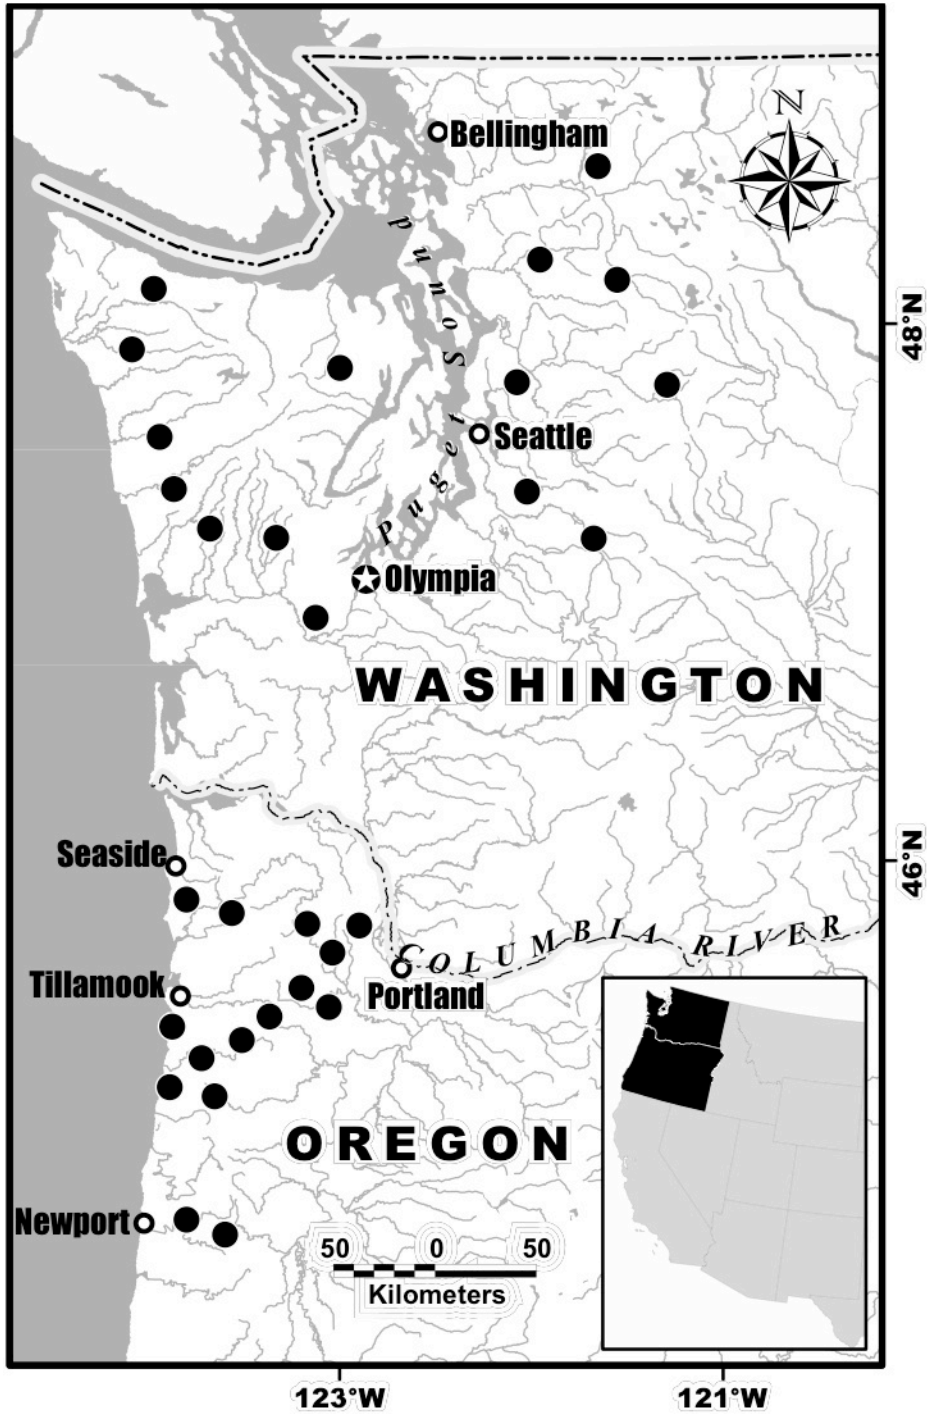 N
Bellingham
Puget Sound
48°N
Seattle
Olympia
WASHINGTON
Seaside
46°N
COLUMBIA RIVER
Tillamook
Portland
OREGON
Newport
50 0 50
Kilometers
123°W 121°W